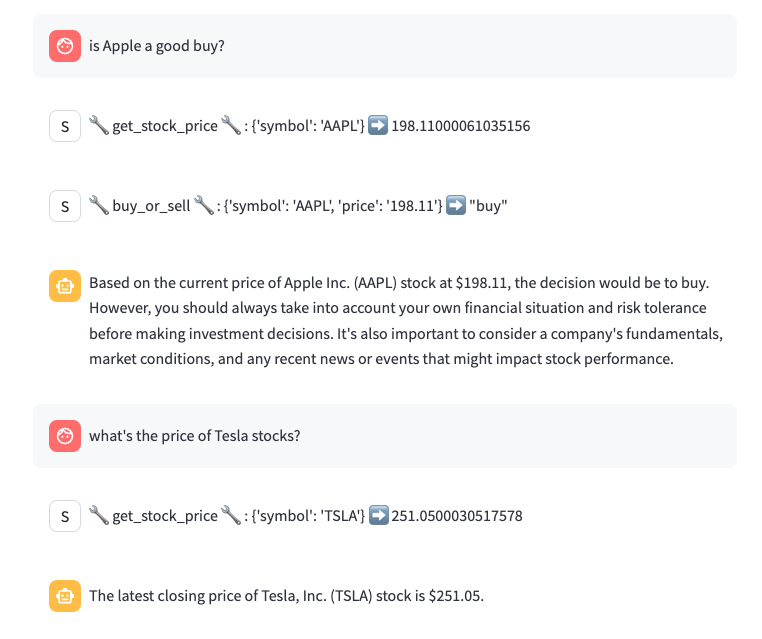 is Apple a good buy?
S 🔧 get_stock_price 🔧 : {'symbol': 'AAPL'} ➡️ 198.11000061035156
S 🔧 buy_or_sell 🔧 : {'symbol': 'AAPL', 'price': '198.11'} ➡️ "buy"
Based on the current price of Apple Inc. (AAPL) stock at $198.11, the decision would be to buy.
However, you should always take into account your own financial situation and risk tolerance
before making investment decisions. It's also important to consider a company's fundamentals,
market conditions, and any recent news or events that might impact stock performance.
what's the price of Tesla stocks?
S 🔧 get_stock_price 🔧 : {'symbol': 'TSLA'} ➡️ 251.0500030517578
The latest closing price of Tesla, Inc. (TSLA) stock is $251.05.